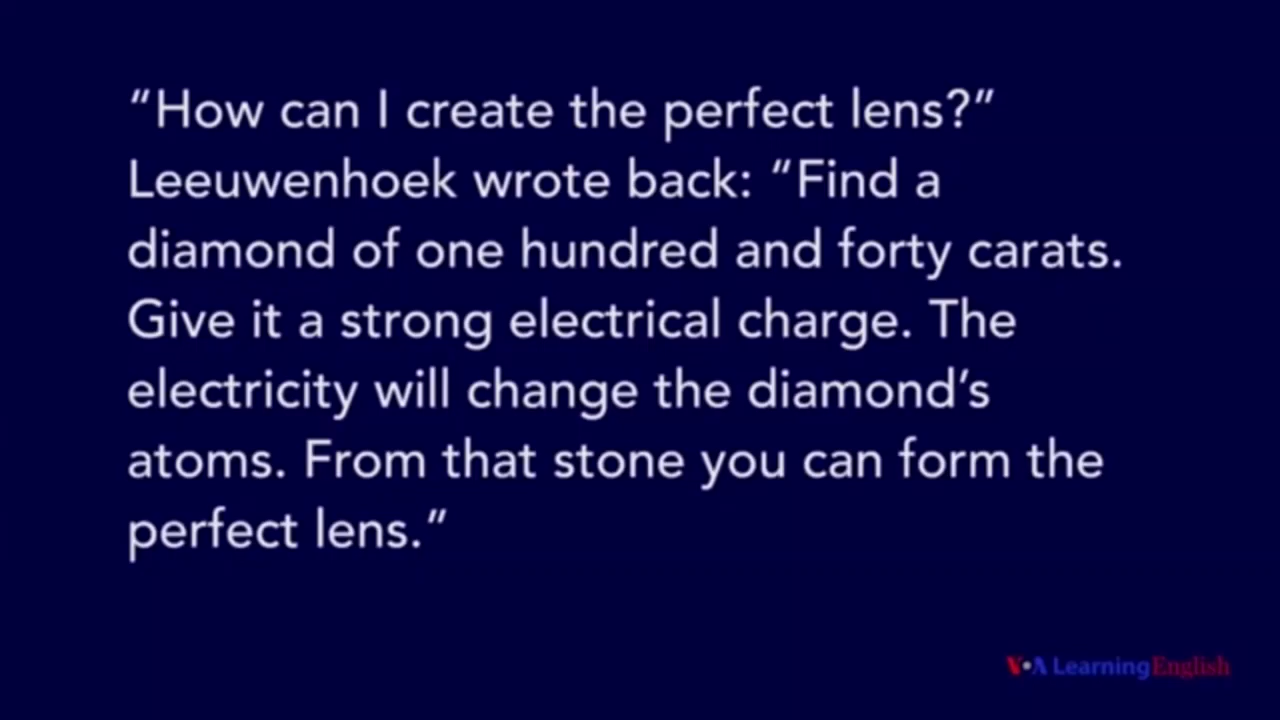 “How can I create the perfect lens?”
Leeuwenhoek wrote back: “Find a
diamond of one hundred and forty carats.
Give it a strong electrical charge. The
electricity will change the diamond’s
atoms. From that stone you can form the
perfect lens.”
VOA LearningEnglish